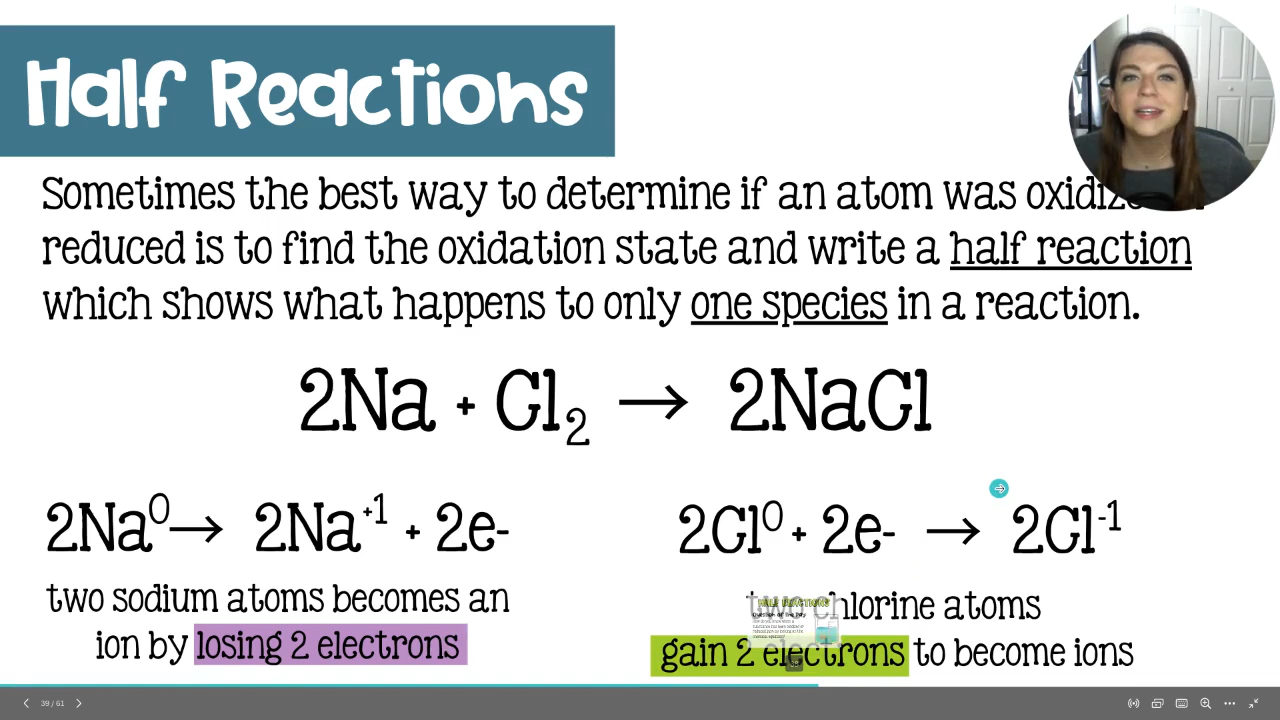 Half Reactions
Sometimes the best way to determine if an atom was
reduced is to find the oxidation state and write a half reaction
which shows what happens to only one species in a reaction.
2Na + Cl₂ → 2NaCl
2Na⁰→ 2Na⁺¹ + 2e-
2Cl⁰ + 2e- → 2Cl⁻¹
two sodium atoms becomes an
ion by losing 2 electrons
two chlorine atoms
gain 2 electrons to become ions
39 / 61